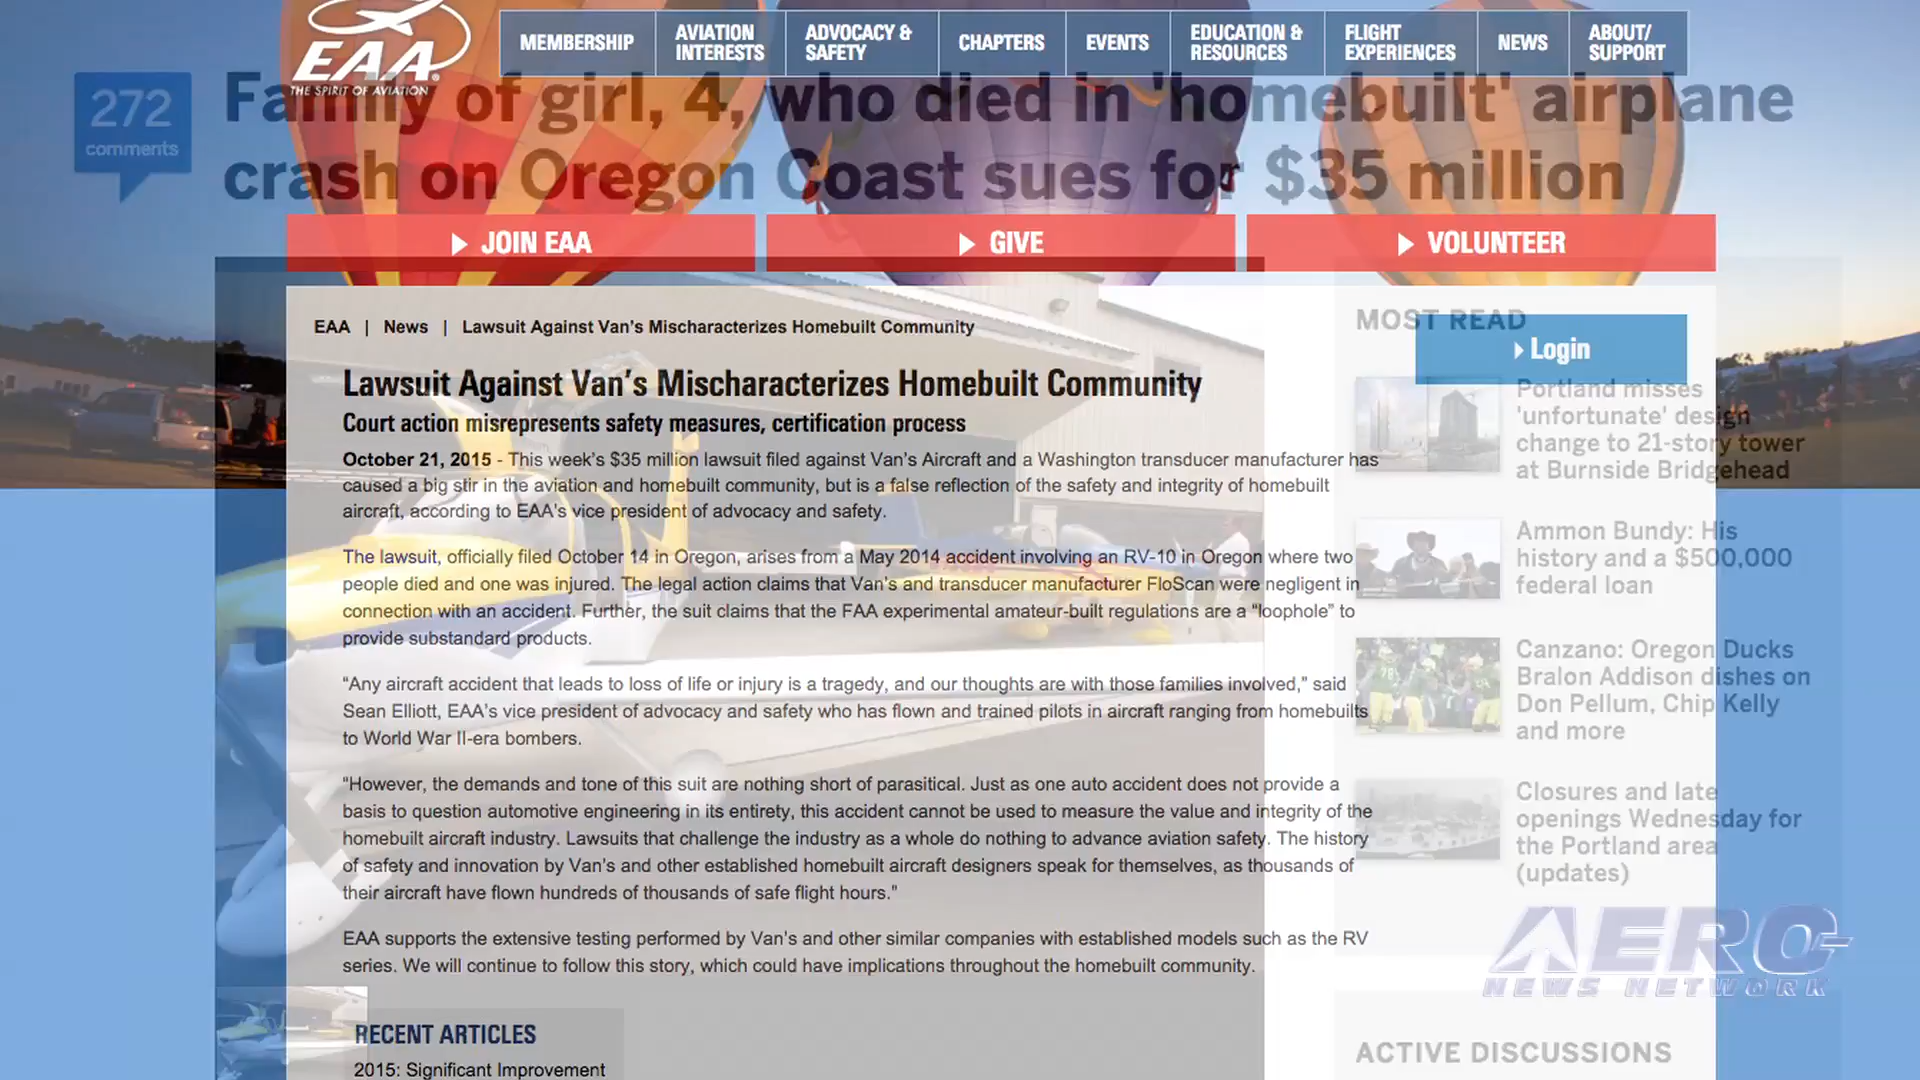 EAA
THE SPIRIT OF AVIATION
MEMBERSHIP
AVIATION
INTERESTS
ADVOCACY &
SAFETY
CHAPTERS
EVENTS
EDUCATION &
RESOURCES
FLIGHT
EXPERIENCES
NEWS
ABOUT/
SUPPORT
272
comments
Family of girl, 4, who died in 'homebuilt' airplane
crash on Oregon Coast sues for $35 million
JOIN EAA
GIVE
VOLUNTEER
EAA | News | Lawsuit Against Van's Mischaracterizes Homebuilt Community
Lawsuit Against Van's Mischaracterizes Homebuilt Community
Court action misrepresents safety measures, certification process
October 21, 2015 - This week's $35 million lawsuit filed against Van's Aircraft and a Washington transducer manufacturer has
caused a big stir in the aviation and homebuilt community, but is a false reflection of the safety and integrity of homebuilt
aircraft, according to EAA's vice president of advocacy and safety.
The lawsuit, officially filed October 14 in Oregon, arises from a May 2014 accident involving an RV-10 in Oregon where two
people died and one was injured. The legal action claims that Van's and transducer manufacturer FloScan were negligent in
connection with an accident. Further, the suit claims that the FAA experimental amateur-built regulations are a “loophole” to
provide substandard products.
“Any aircraft accident that leads to loss of life or injury is a tragedy, and our thoughts are with those families involved,” said
Sean Elliott, EAA's vice president of advocacy and safety who has flown and trained pilots in aircraft ranging from homebuilts
to World War II-era bombers.
“However, the demands and tone of this suit are nothing short of parasitical. Just as one auto accident does not provide a
basis to question automotive engineering in its entirety, this accident cannot be used to measure the value and integrity of the
homebuilt aircraft industry. Lawsuits that challenge the industry as a whole do nothing to advance aviation safety. The history
of safety and innovation by Van's and other established homebuilt aircraft designers speak for themselves, as thousands of
their aircraft have flown hundreds of thousands of safe flight hours."
EAA supports the extensive testing performed by Van's and other similar companies with established models such as the RV
series. We will continue to follow this story, which could have implications throughout the homebuilt community.
RECENT ARTICLES
2015: Significant Improvement
MOST READ
Login
Portland misses
'unfortunate' design
change to 21-story tower
at Burnside Bridgehead
Ammon Bundy: His
history and a $500,000
federal loan
Canzano: Oregon Ducks
Bralon Addison dishes on
Don Pellum, Chip Kelly
and more
Closures and late
openings Wednesday for
the Portland area
(updates)
AERO
NEWS NETWORK
ACTIVE DISCUSSIONS